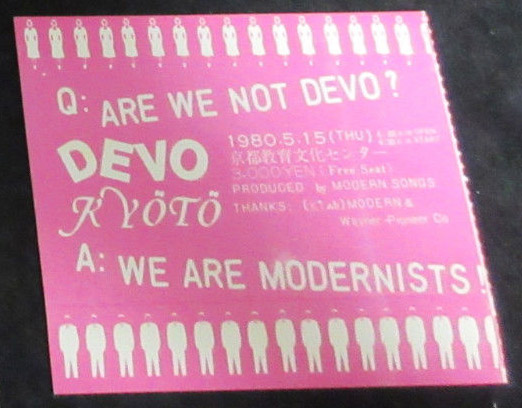 Q: ARE WE NOT DEVO?
DEVO
KYŌTŌ
1980.5.15(THU)
京都教育文化センター
3,000YEN (Free Seat)
PRODUCED by MODERN SONGS
THANKS: MODERN &
Warner-Pioneer Co
A: WE ARE MODERNISTS!